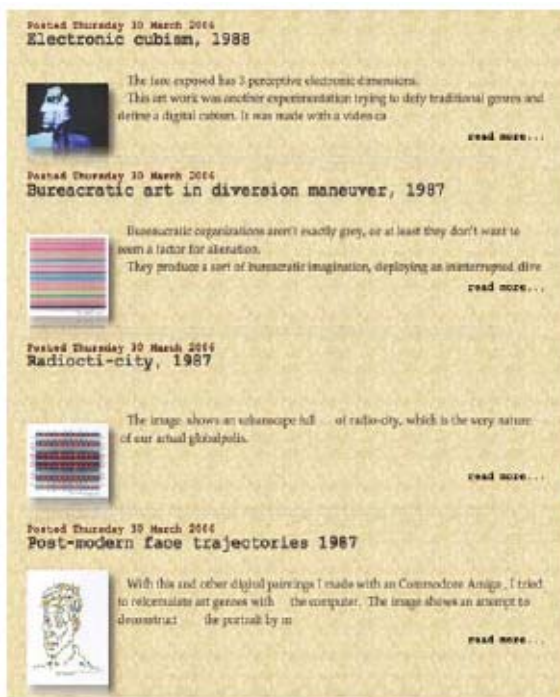 Posted Thursday 30 March 2006
Electronic cubism, 1988
The face exposed has 3 perceptive electronic dimensions.
This art work was another experimentation trying to defy traditional genres and
define a digital cubism. It was made with a video ca
read more...
Posted Thursday 30 March 2006
Bureacratic art in diversion maneuver, 1987
Bureaucratic organizations aren't exactly grey, or at least they don't want to
seem a factor for alienation.
They produce a sort of bureacratic imagination, deploying an ininterrupted dive
read more...
Posted Thursday 30 March 2006
Radiocti-city, 1987
The image shows an urbanscape full of radio-city, which is the very nature
of our actual globalpolis.
read more...
Posted Thursday 30 March 2006
Post-modern face trajectories 1987
With this and other digital paintings I made with an Commodore Amiga, I tried
to reformulate art genres with the computer. The image shows an attempt to
deconstruct the portrait by m
read more...